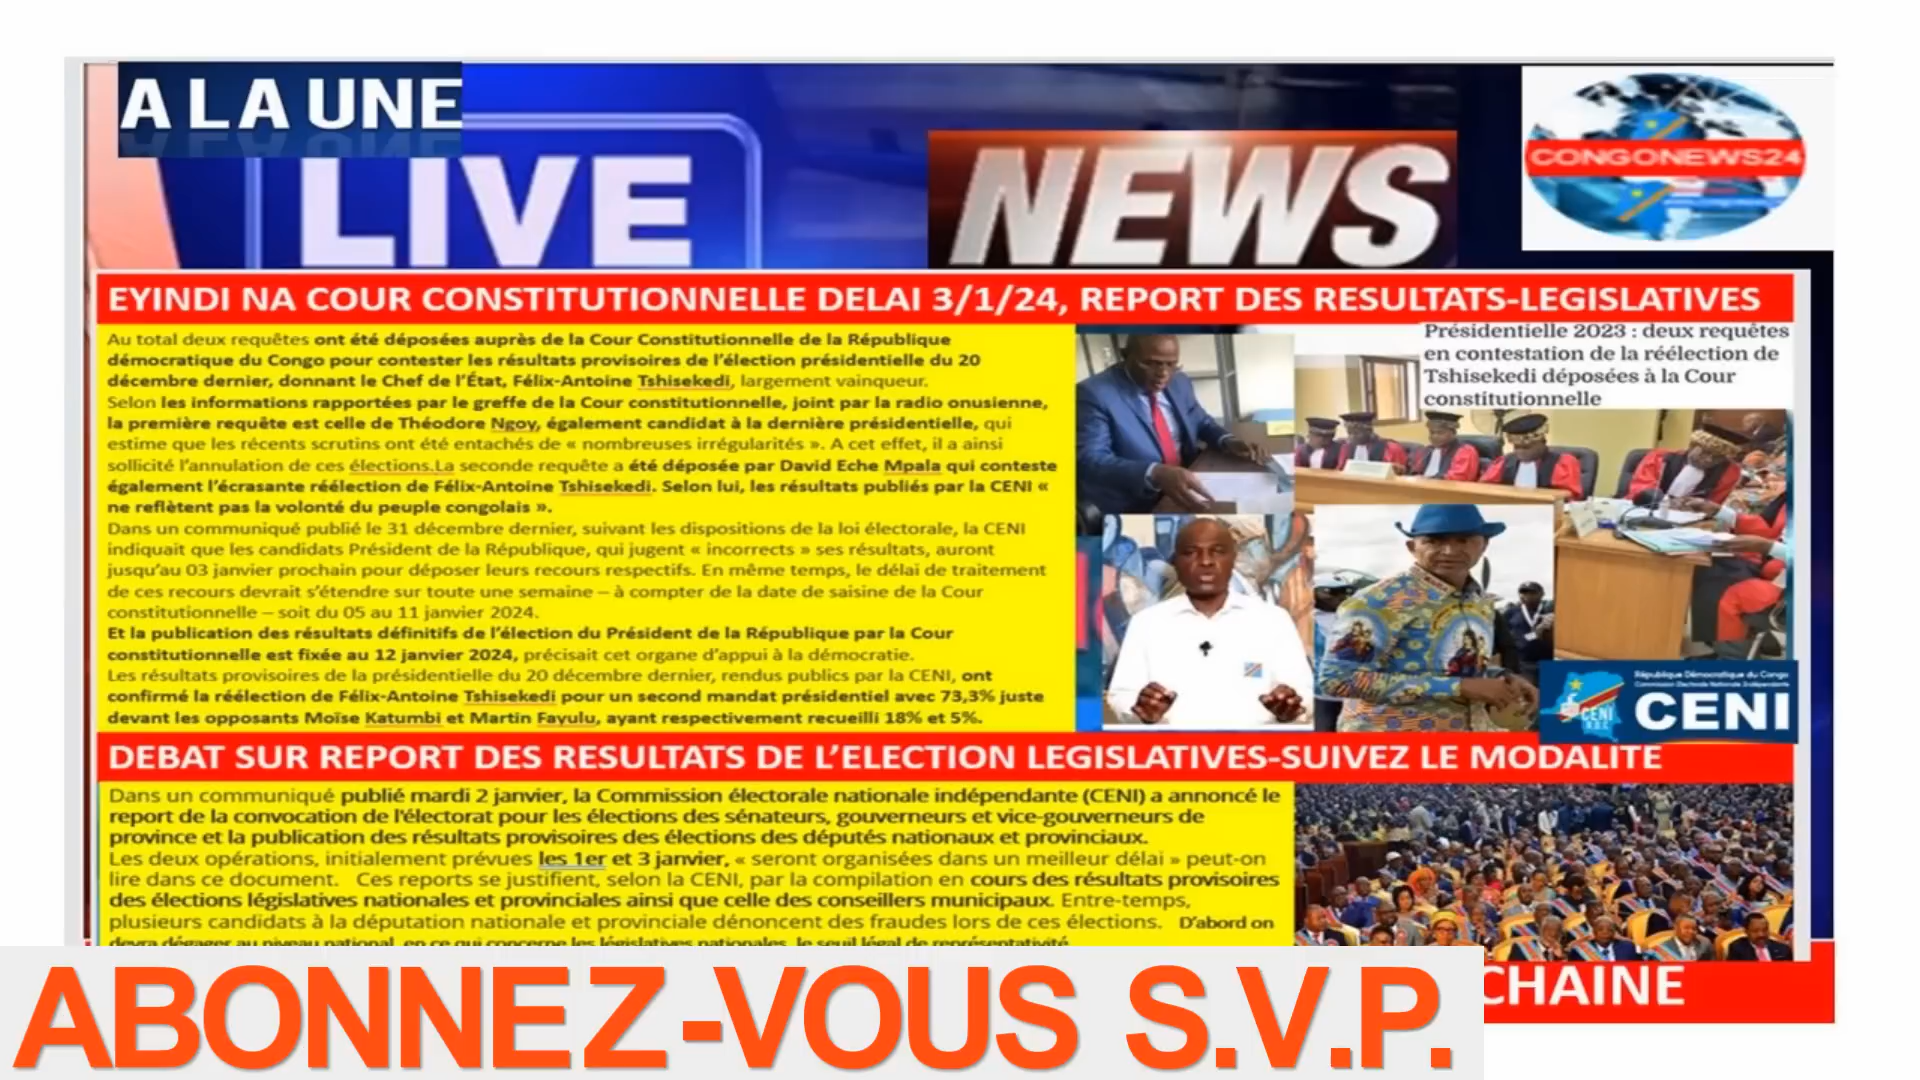 A LA UNE
LIVE
NEWS
CONGONEWS24
EYINDI NA COUR CONSTITUTIONNELLE DELAI 3/1/24, REPORT DES RESULTATS-LEGISLATIVES
Au total deux requêtes ont été déposées auprès de la Cour Constitutionnelle de la République
démocratique du Congo pour contester les résultats provisoires de l'élection présidentielle du 20
décembre dernier, donnant le Chef de l'État, Félix-Antoine Tshisekedi, largement vainqueur.
Selon les informations rapportées par le greffe de la Cour constitutionnelle, joint par la radio onusienne,
la première requête est celle de Théodore Ngoy, également candidat à la dernière présidentielle, qui
estime que les récents scrutins ont été entachés de « nombreuses irrégularités ». A cet effet, il a ainsi
sollicité l'annulation de ces élections.La seconde requête a été déposée par David Eche Mpala qui conteste
également l'écrasante réélection de Félix-Antoine Tshisekedi. Selon lui, les résultats publiés par la CENI «
ne reflètent pas la volonté du peuple congolais ».
Dans un communiqué publié le 31 décembre dernier, suivant les dispositions de la loi électorale, la CENI
indiquait que les candidats Président de la République, qui jugent « incorrects » ses résultats, auront
jusqu'au 03 janvier prochain pour déposer leurs recours respectifs. En même temps, le délai de traitement
de ces recours devrait s'étendre sur toute une semaine – à compter de la date de saisine de la Cour
constitutionnelle – soit du 05 au 11 janvier 2024.
Et la publication des résultats définitifs de l'élection du Président de la République par la Cour
constitutionnelle est fixée au 12 janvier 2024, précisait cet organe d'appui à la démocratie.
Les résultats provisoires de la présidentielle du 20 décembre dernier, rendus publics par la CENI, ont
confirmé la réélection de Félix-Antoine Tshisekedi pour un second mandat présidentiel avec 73,3% juste
devant les opposants Moïse Katumbi et Martin Fayulu, ayant respectivement recueilli 18% et 5%.
Présidentielle 2023 : deux requêtes
en contestation de la réélection de
Tshisekedi déposées à la Cour
constitutionnelle
République Démocratique du Congo
Commission Electorale Nationale Indépendante
CENI
CENI
DEBAT SUR REPORT DES RESULTATS DE L'ELECTION LEGISLATIVES-SUIVEZ LE MODALITE
Dans un communiqué publié mardi 2 janvier, la Commission électorale nationale indépendante (CENI) a annoncé le
report de la convocation de l'électorat pour les élections des sénateurs, gouverneurs et vice-gouverneurs de
province et la publication des résultats provisoires des élections des députés nationaux et provinciaux.
Les deux opérations, initialement prévues les 1er et 3 janvier, « seront organisées dans un meilleur délai » peut-on
lire dans ce document. Ces reports se justifient, selon la CENI, par la compilation en cours des résultats provisoires
des élections législatives nationales et provinciales ainsi que celle des conseillers municipaux. Entre-temps,
plusieurs candidats à la députation nationale et provinciale dénoncent des fraudes lors de ces élections. D'abord on
devra dégager au niveau national, en ce qui concerne les législatives nationales, le seuil légal de représentativité
CHAINE
ABONNEZ-VOUS S.V.P.